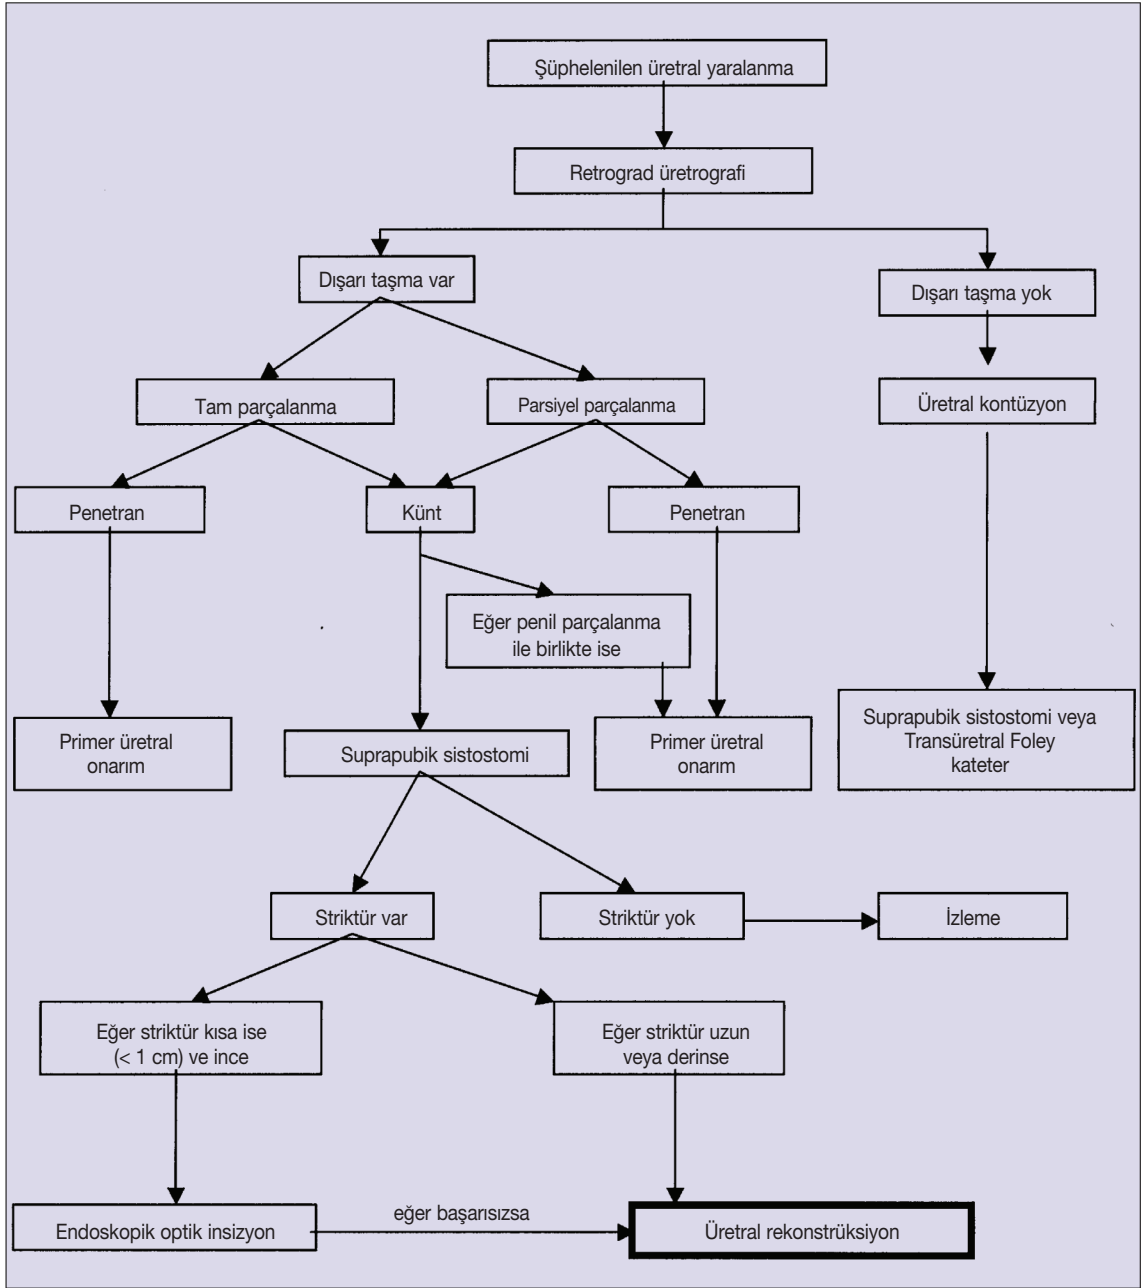 Şüphelenilen üretral yaralanma
Retrograd üretrografi
Dışarı taşma var
Dışarı taşma yok
Tam parçalanma
Parsiyel parçalanma
Üretral kontüzyon
Penetran
Künt
Penetran
Eğer penil parçalanma
ile birlikte ise
Primer üretral
onarım
Suprapubik sistostomi
Primer üretral
onarım
Suprapubik sistostomi veya
Transüretral Foley
kateter
Striktür var
Striktür yok
İzleme
Eğer striktür kısa ise
(< 1 cm) ve ince
Eğer striktür uzun
veya derinse
Endoskopik optik insizyon
eğer başarısızsa
Üretral rekonstrüksiyon